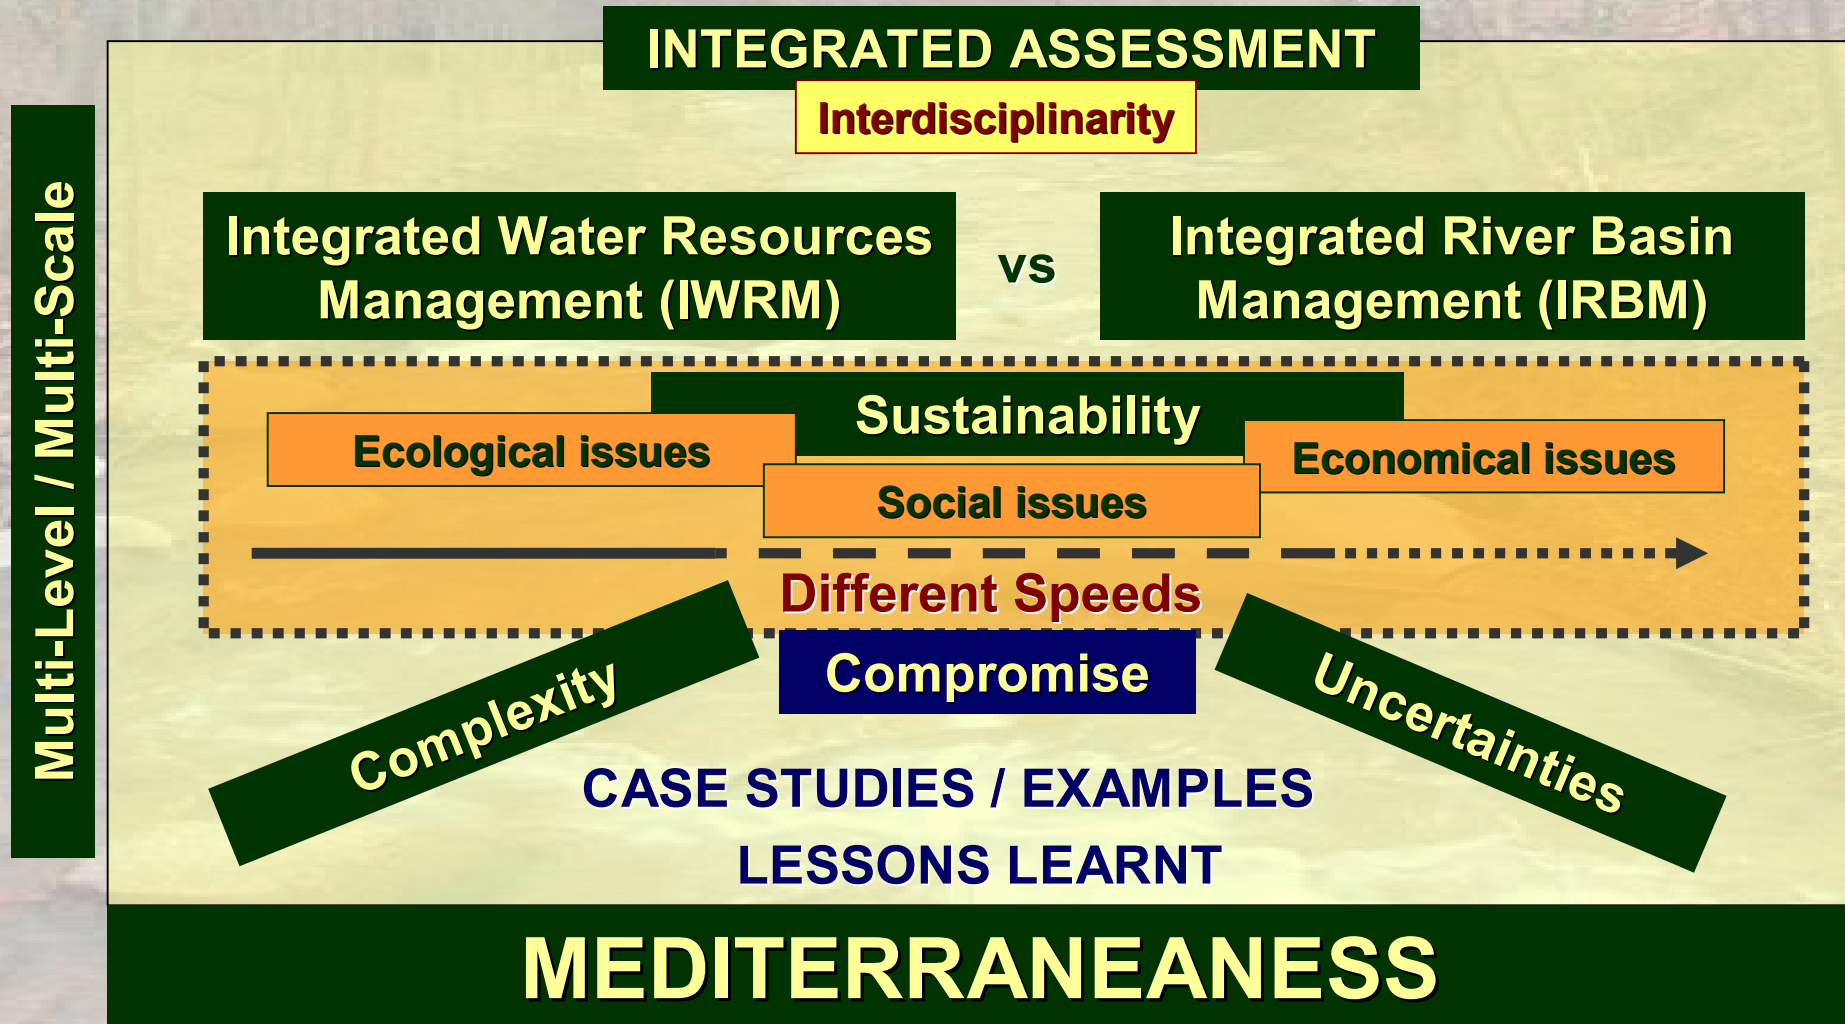 INTEGRATED ASSESSMENT
Interdisciplinarity
Multi-Level / Multi-Scale
Integrated Water Resources
Management (IWRM)
vs
Integrated River Basin
Management (IRBM)
Sustainability
Ecological issues
Economical issues
Social issues
Different Speeds
Complexity
Compromise
Uncertainties
CASE STUDIES / EXAMPLES
LESSONS LEARNT
MEDITERRANEANESS